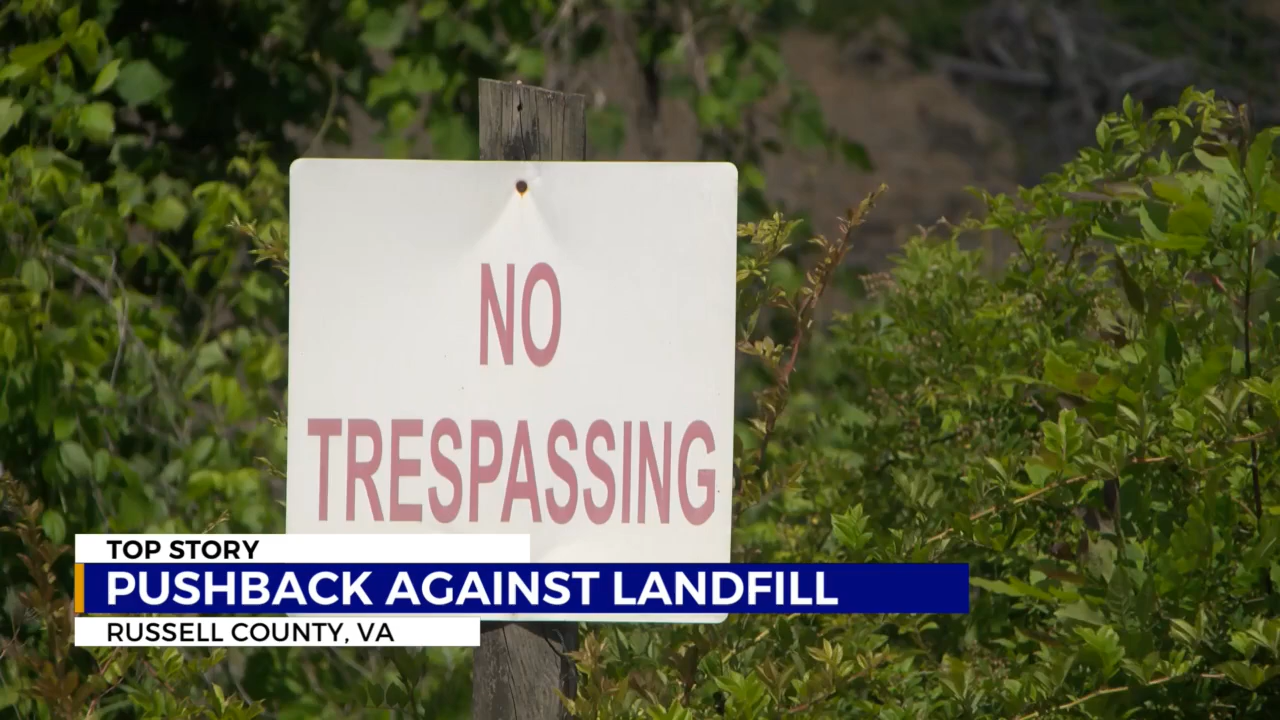 NO
TRESPASSING
TOP STORY
PUSHBACK AGAINST LANDFILL
RUSSELL COUNTY, VA